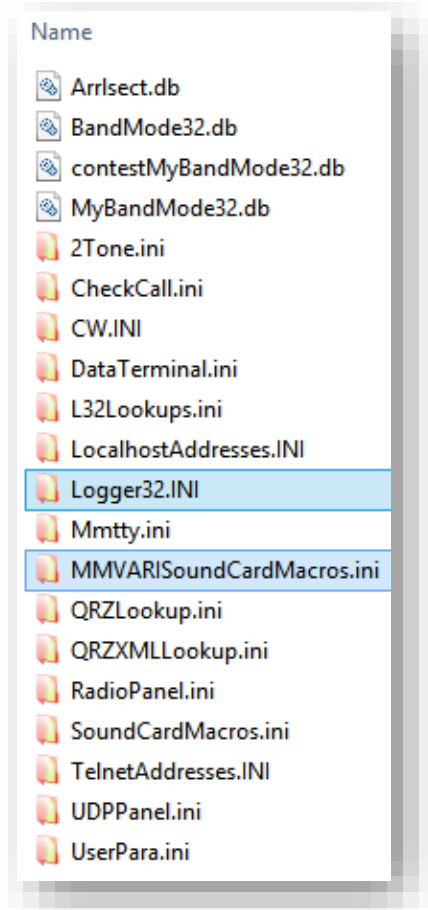 Name
Arrlsect.db
BandMode32.db
contestMyBandMode32.db
MyBandMode32.db
2Tone.ini
CheckCall.ini
CW.INI
DataTerminal.ini
L32Lookups.ini
LocalhostAddresses.INI
Logger32.INI
Mmtty.ini
MMVARISoundCardMacros.ini
QRZLookup.ini
QRZXMLLookup.ini
RadioPanel.ini
SoundCardMacros.ini
TelnetAddresses.INI
UDPPanel.ini
UserPara.ini